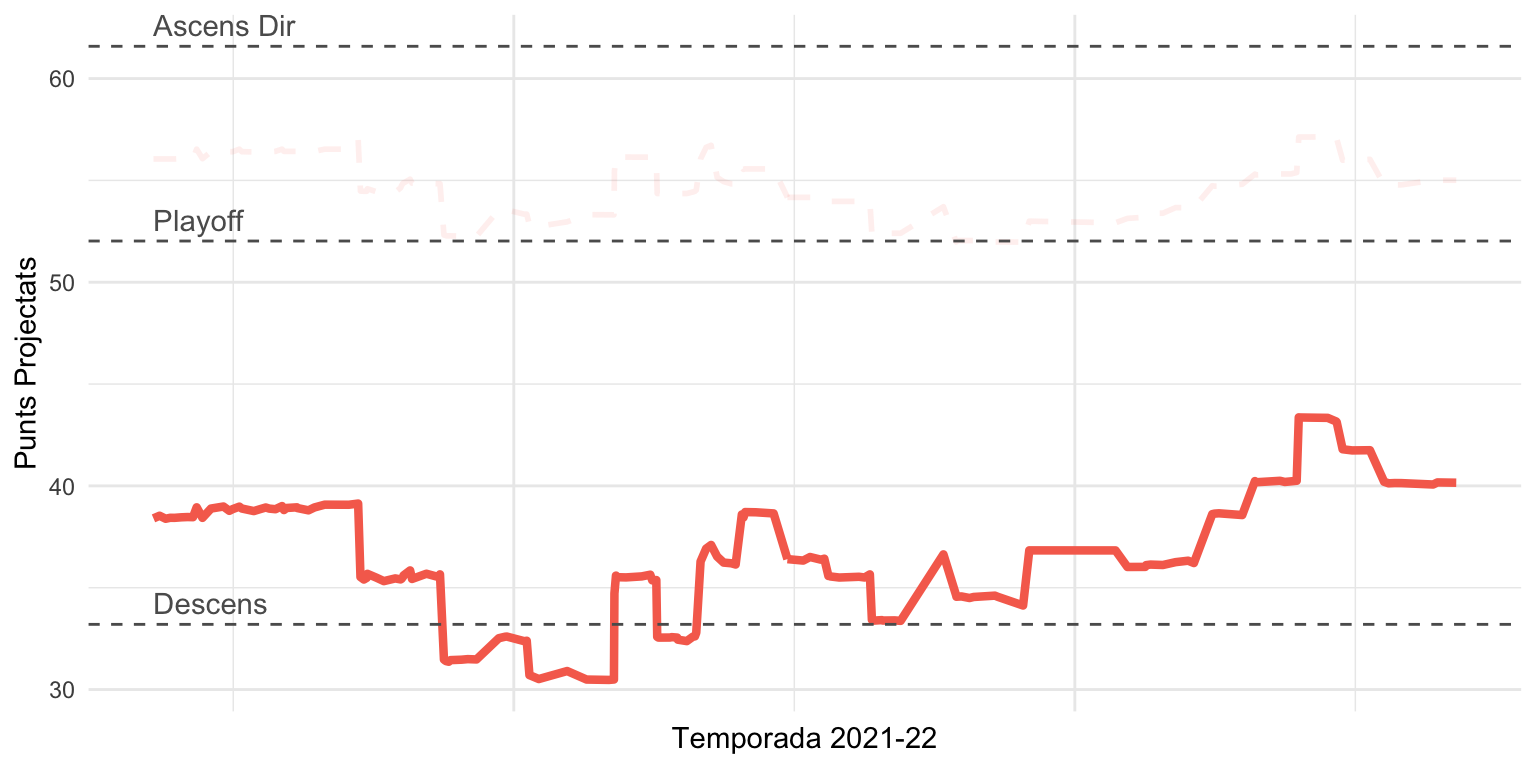 Ascens Dir
60
Playoff
50
Punts Projectats
40
Descens
30
Temporada 2021-22